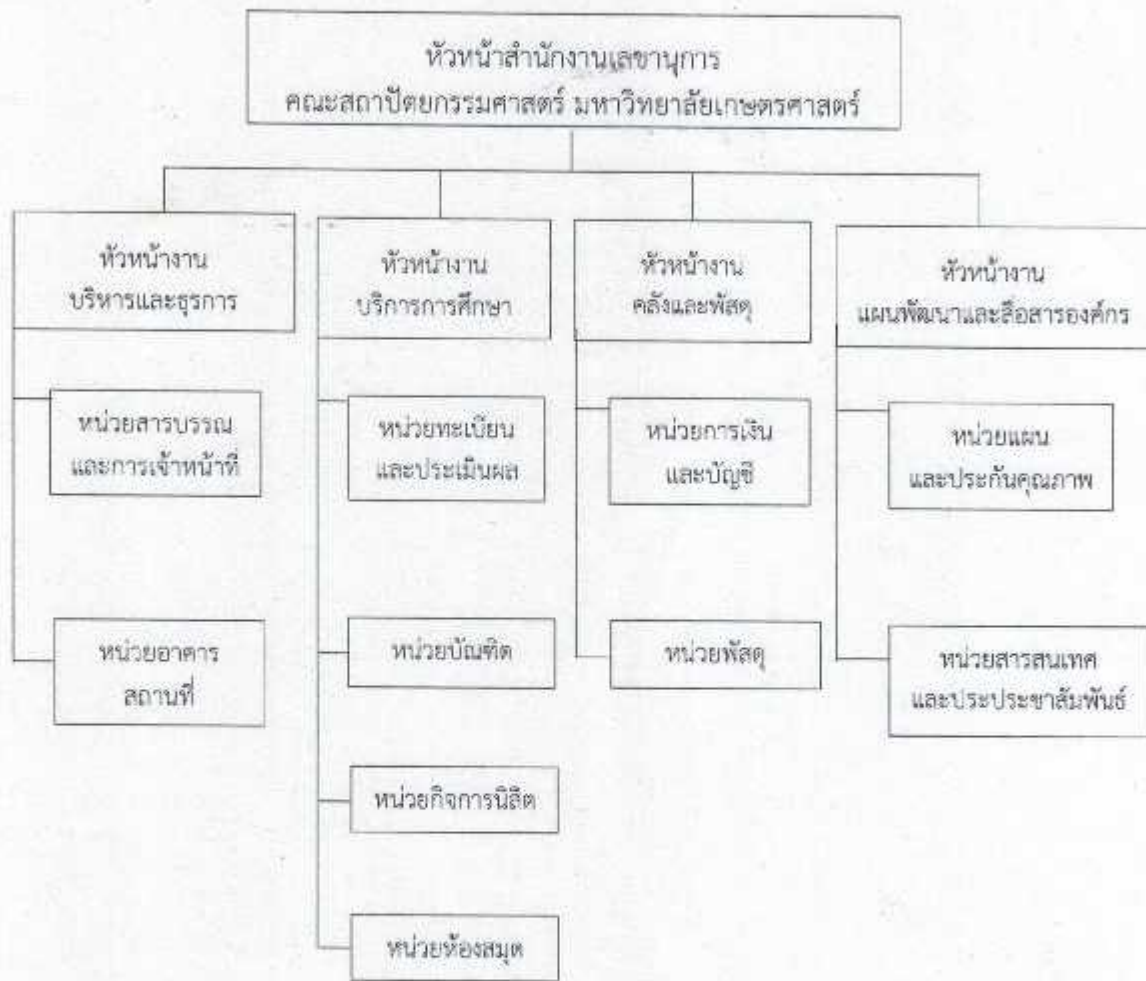 หัวหน้าสำนักงานเลขานุการ
คณะสถาปัตยกรรมศาสตร์ มหาวิทยาลัยเกษตรศาสตร์
หัวหน้างาน
บริหารและธุรการ
หน่วยสารบรรณ
และการเจ้าหน้าที่
หน่วยอาคาร
สถานที่
หัวหน้างาน
บริการการศึกษา
หน่วยทะเบียน
และประเมินผล
หน่วยบัณฑิต
หน่วยกิจการนิสิต
หน่วยห้องสมุด
หัวหน้างาน
คลังและพัสดุ
หน่วยการเงิน
และบัญชี
หน่วยพัสดุ
หัวหน้างาน
แผนพัฒนาและสื่อสารองค์กร
หน่วยแผน
และประกันคุณภาพ
หน่วยสารสนเทศ
และประประชาสัมพันธ์